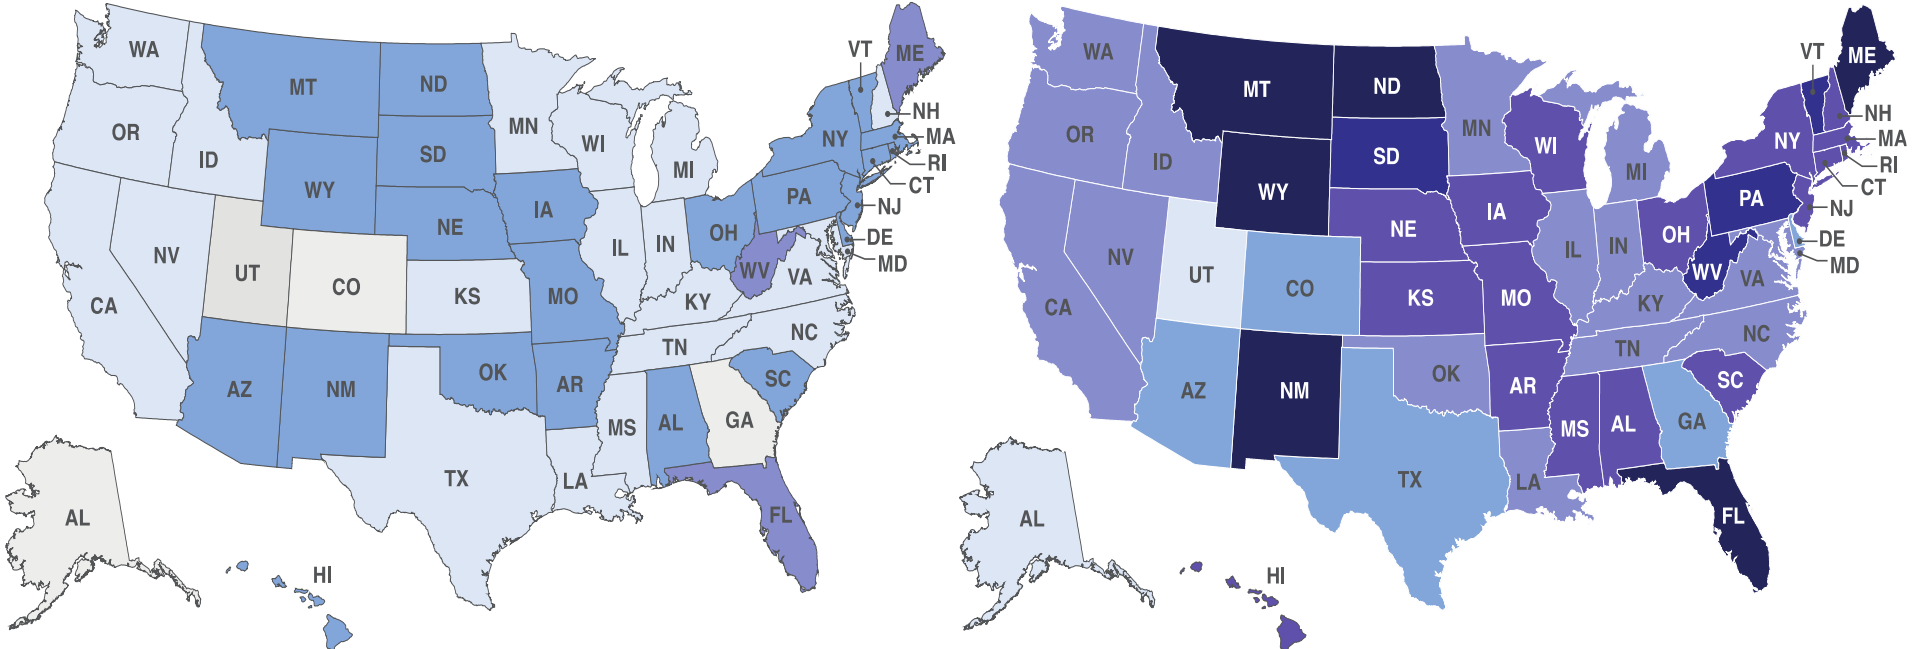 WA
MT
ND
MN
VT
ME
NH
MA
RI
CT
NJ
DE
MD
OR
ID
WY
SD
WI
MI
NY
PA
NV
UT
CO
NE
IA
IL
IN
OH
WV
VA
CA
KS
MO
KY
NC
TN
AZ
NM
OK
AR
SC
MS
AL
GA
TX
LA
FL
AL
HI
WA
MT
ND
MN
VT
ME
NH
MA
RI
CT
NJ
DE
MD
OR
ID
WY
SD
WI
MI
NY
PA
NV
UT
CO
NE
IA
IL
IN
OH
WV
VA
CA
KS
MO
KY
NC
TN
AZ
NM
OK
AR
SC
MS
AL
GA
TX
LA
FL
AL
HI